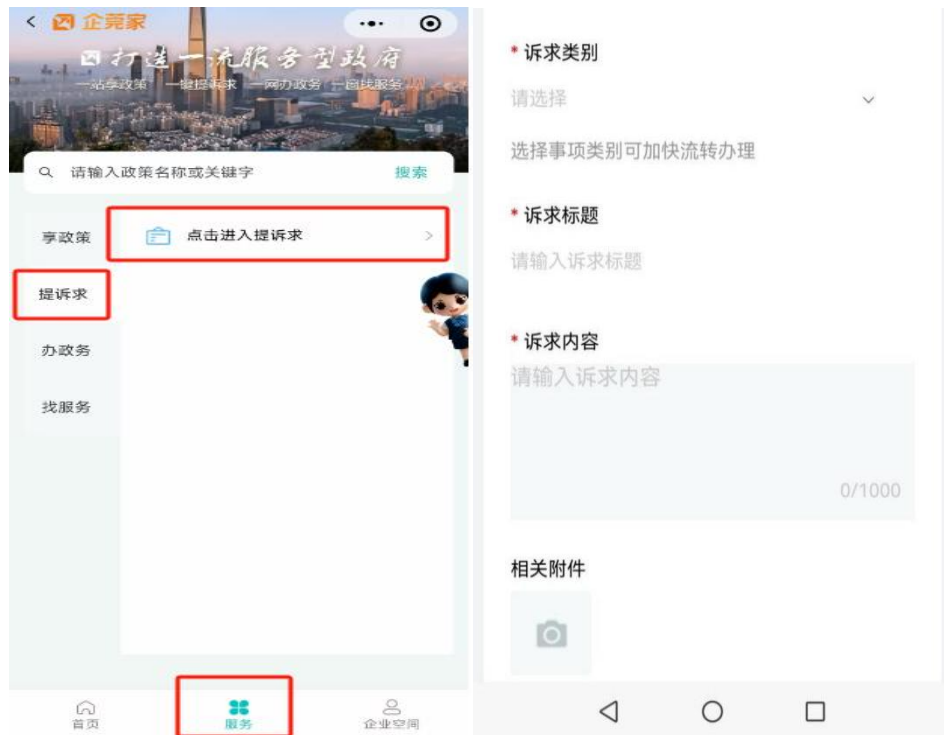 企莞家
打造一流服务型政府
一站享政策 一键提诉求 一网办政务 一窗找服务
请输入政策名称或关键字
搜索
享政策
点击进入提诉求
提诉求
办政务
找服务
首页
服务
企业空间
* 诉求类别
请选择
选择事项类别可加快流转办理
* 诉求标题
请输入诉求标题
* 诉求内容
请输入诉求内容
0/1000
相关附件